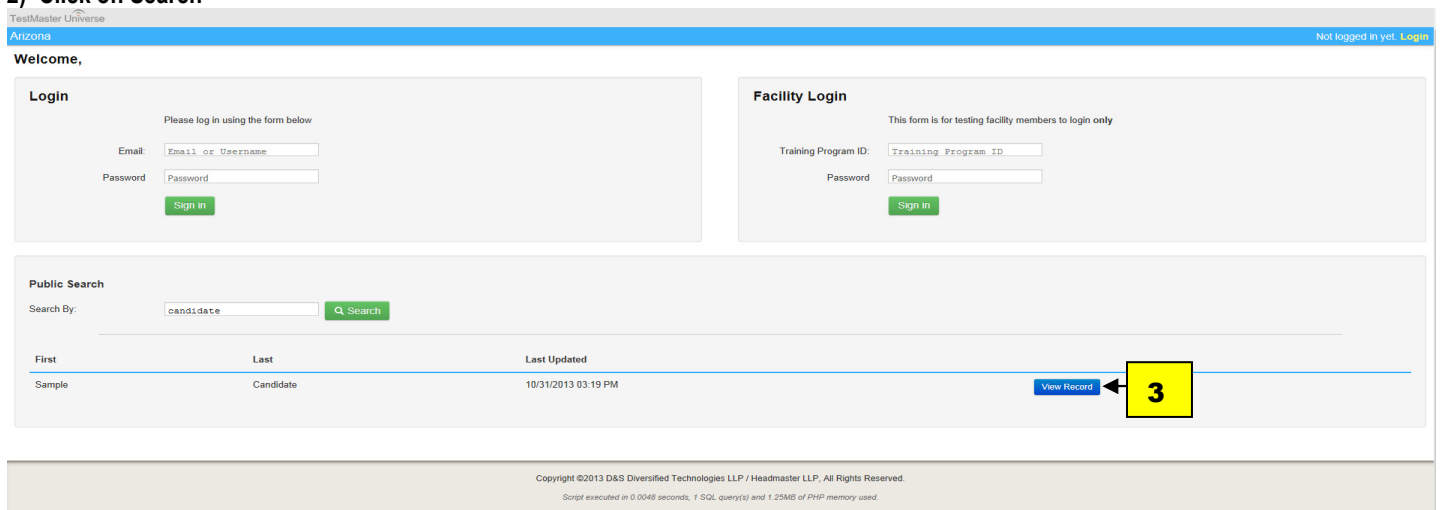 2) Click on Search
TestMaster Universe
Arizona
Not logged in yet. Login
Welcome,
Login
Please log in using the form below
Email: Email or Username
Password Password
Sign in
Facility Login
This form is for testing facility members to login only
Training Program ID: Training Program ID
Password Password
Sign in
Public Search
Search By: candidate Search
First Last Last Updated
Sample Candidate 10/31/2013 03:19 PM View Record 3
Copyright ©2013 D&S Diversified Technologies LLP / Headmaster LLP, All Rights Reserved.
Script executed in 0.0048 seconds, 1 SQL query(s) and 1.25MB of PHP memory used.